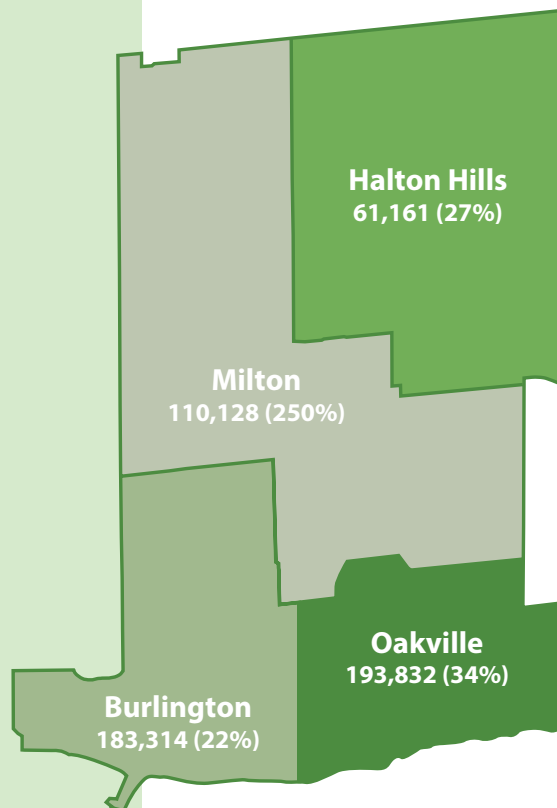 Halton Hills
61,161 (27%)
Milton
110,128 (250%)
Oakville
193,832 (34%)
Burlington
183,314 (22%)